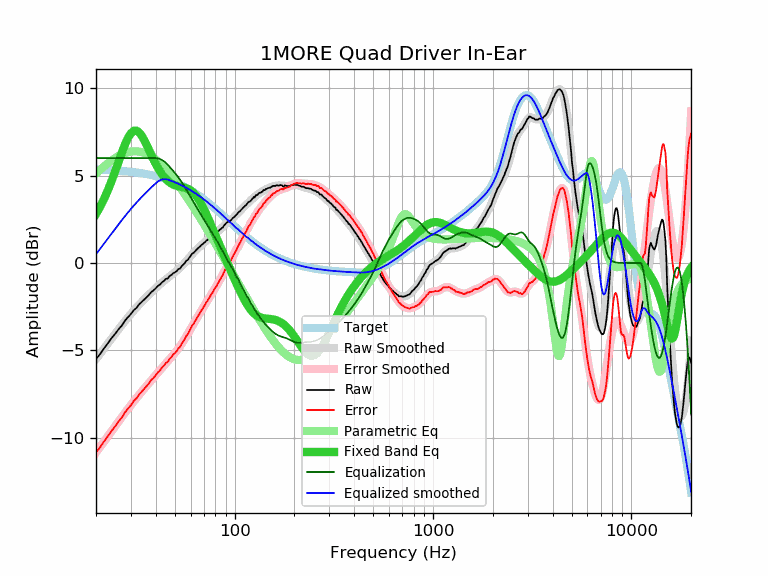 1MORE Quad Driver In-Ear
Amplitude (dBr)
10
5
0
−5
−10
Target
Raw Smoothed
Error Smoothed
Raw
Error
Parametric Eq
Fixed Band Eq
Equalization
Equalized smoothed
100
1000
10000
Frequency (Hz)